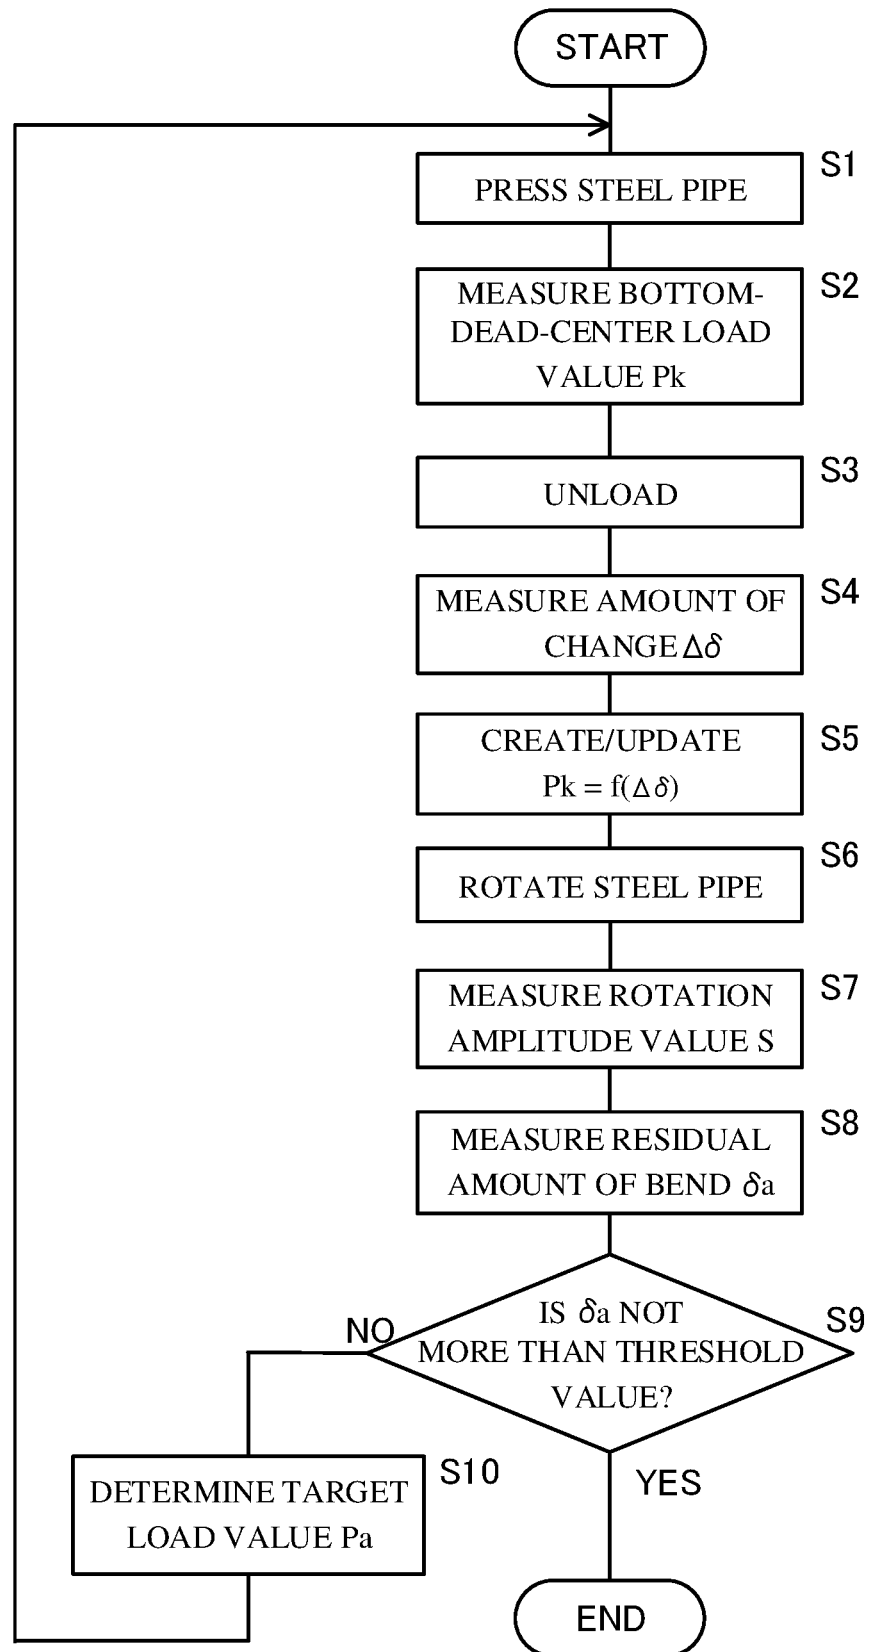 START
S1
PRESS STEEL PIPE
S2
MEASURE BOTTOM-
DEAD-CENTER LOAD
VALUE Pk
S3
UNLOAD
S4
MEASURE AMOUNT OF
CHANGE Δδ
S5
CREATE/UPDATE
Pk = f(Δδ)
S6
ROTATE STEEL PIPE
S7
MEASURE ROTATION
AMPLITUDE VALUE S
S8
MEASURE RESIDUAL
AMOUNT OF BEND δa
S9
IS δa NOT
MORE THAN THRESHOLD
VALUE?
NO
S10
DETERMINE TARGET
LOAD VALUE Pa
YES
END